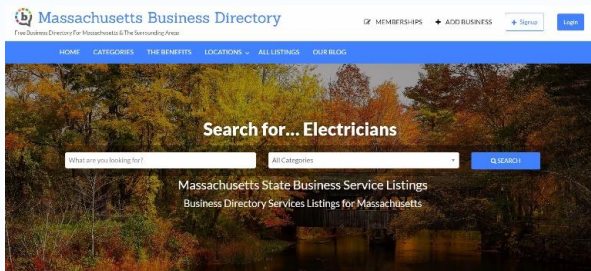 Massachusetts Business Directory
Free Business Directory For Massachusetts & The Surrounding Areas
MEMBERSHIPS + ADD BUSINESS + Signup Login
HOME CATEGORIES THE BENEFITS LOCATIONS ALL LISTINGS OUR BLOG
Search for... Electricians
What are you looking for? All Categories SEARCH
Massachusetts State Business Service Listings
Business Directory Services Listings for Massachusetts